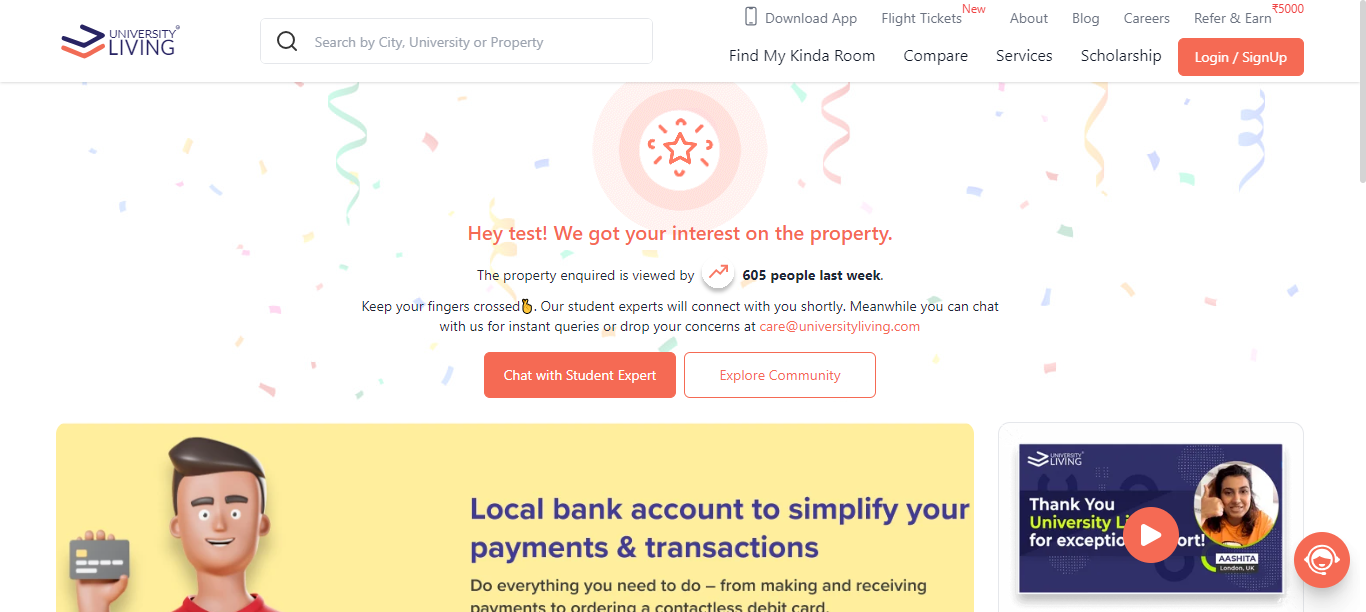 UNIVERSITY
LIVING
Search by City, University or Property
Download App
Flight Tickets
New
About
Blog
Careers
Refer & Earn
₹5000
Find My Kinda Room
Compare
Services
Scholarship
Login / SignUp
Hey test! We got your interest on the property.
The property enquired is viewed by 605 people last week.
Keep your fingers crossed🤞. Our student experts will connect with you shortly. Meanwhile you can chat
with us for instant queries or drop your concerns at care@universityliving.com
Chat with Student Expert
Explore Community
Local bank account to simplify your
payments & transactions
Do everything you need to do – from making and receiving
payments to ordering a contactless debit card.
UNIVERSITY
LIVING
Thank You
University Li
for exceptio ort!
AASHITA
London, UK